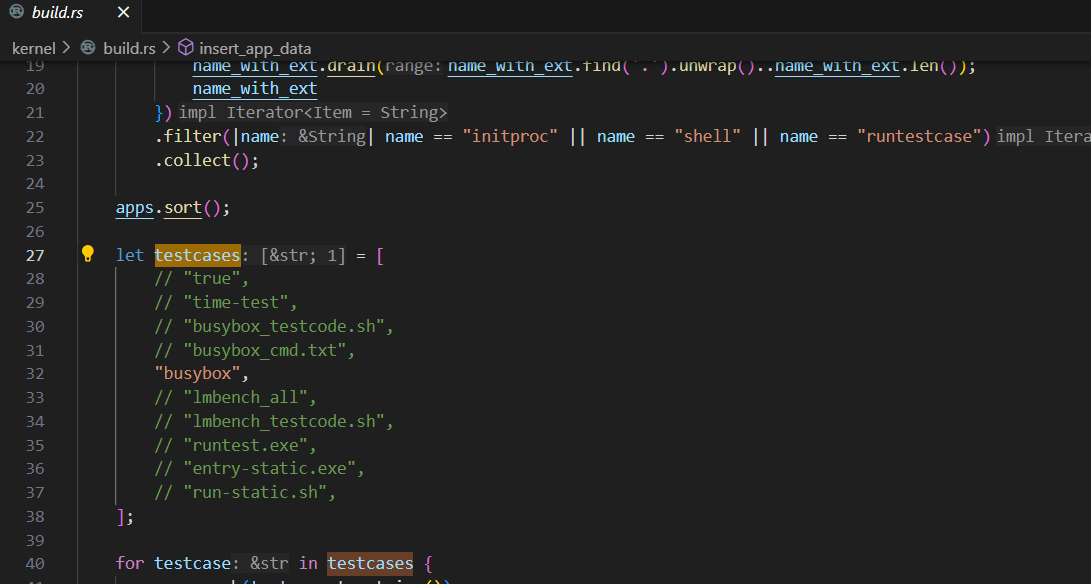 build.rs ×
kernel > build.rs > insert_app_data
19 name_with_ext.drain(range: name_with_ext.find('.').unwrap()..name_with_ext.len());
20 name_with_ext
21 }) impl Iterator<Item = String>
22 .filter(|name: &String| name == "initproc" || name == "shell" || name == "runtestcase") impl Itera
23 .collect();
24
25 apps.sort();
26
27 let testcases: [&str; 1] = [
28 // "true",
29 // "time-test",
30 // "busybox_testcode.sh",
31 // "busybox_cmd.txt",
32 "busybox",
33 // "lmbench_all",
34 // "lmbench_testcode.sh",
35 // "runtest.exe",
36 // "entry-static.exe",
37 // "run-static.sh",
38 ];
39
40 for testcase: &str in testcases {